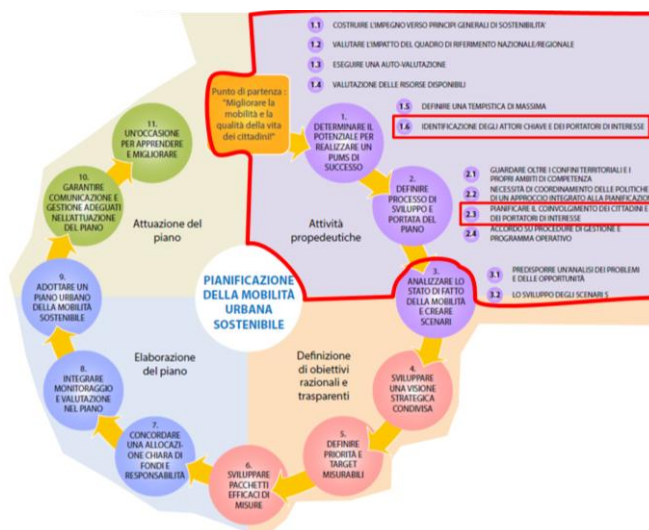 1.1 COSTRUIRE L'IMPEGNO VERSO PRINCIPI GENERALI DI SOSTENIBILITA'
1.2 VALUTARE L'IMPATTO DEL QUADRO DI RIFERIMENTO NAZIONALE/REGIONALE
1.3 ESEGUIRE UNA AUTO-VALUTAZIONE
1.4 VALUTAZIONE DELLE RISORSE DISPONIBILI
Punto di partenza :
"Migliorare la
mobilità e la
qualità della vita
dei cittadini!"
1.5 DEFINIRE UNA TEMPISTICA DI MASSIMA
1.6 IDENTIFICAZIONE DEGLI ATTORI CHIAVE E DEI PORTATORI DI INTERESSE
1.
DETERMINARE IL
POTENZIALE PER
REALIZZARE UN
PUMS DI
SUCCESSO
2.1 GUARDARE OLTRE I CONFINI TERRITORIALI E I
PROPRI AMBITI DI COMPETENZA
2.2 NECESSITÀ DI COORDINAMENTO DELLE POLITICHE
DI UN APPROCCIO INTEGRATO ALLA PIANIFICAZI
2.3 PIANIFICARE IL COINVOLGIMENTO DEI CITTADINI E
DEI PORTATORI DI INTERESSE
2.4 ACCORDO SU PROCEDURE DI GESTIONE E
PROGRAMMA OPERATIVO
2.
DEFINIRE
PROCESSO DI
SVILUPPO E
PORTATA DEL
PIANO
Attività
propedeutiche
3.1 PREDISPORRE UN'ANALISI DEI PROBLEMI
E DELLE OPPORTUNITÀ
3.2 LO SVILUPPO DEGLI SCENARI S
3.
ANALIZZARE LO
STATO DI FATTO
DELLA MOBILITÀ
E CREARE
SCENARI
PIANIFICAZIONE
DELLA MOBILITÀ
URBANA
SOSTENIBILE
Definizione
di obiettivi
razionali e
trasparenti
4.
SVILUPPARE
UNA VISIONE
STRATEGICA
CONDIVISA
5.
DEFINIRE
PRIORITÀ E
TARGET
MISURABILI
6.
SVILUPPARE
PACCHETTI
EFFICACI DI
MISURE
Elaborazione
del piano
7.
CONCORDARE
UNA ALLOCAZI-
ONE CHIARA DI
FONDI E
RESPONSABILITÀ
8.
INTEGRARE
MONITORAGGIO
E VALUTAZIONE
NEL PIANO
9.
ADOTTARE UN
PIANO URBANO
DELLA MOBILITÀ
SOSTENIBILE
Attuazione del
piano
10.
GARANTIRE
COMUNICAZIONE E
GESTIONE ADEGUATI
NELL'ATTUAZIONE
DEL PIANO
11.
UN'OCCASIONE
PER APPRENDERE
E MIGLIORARE